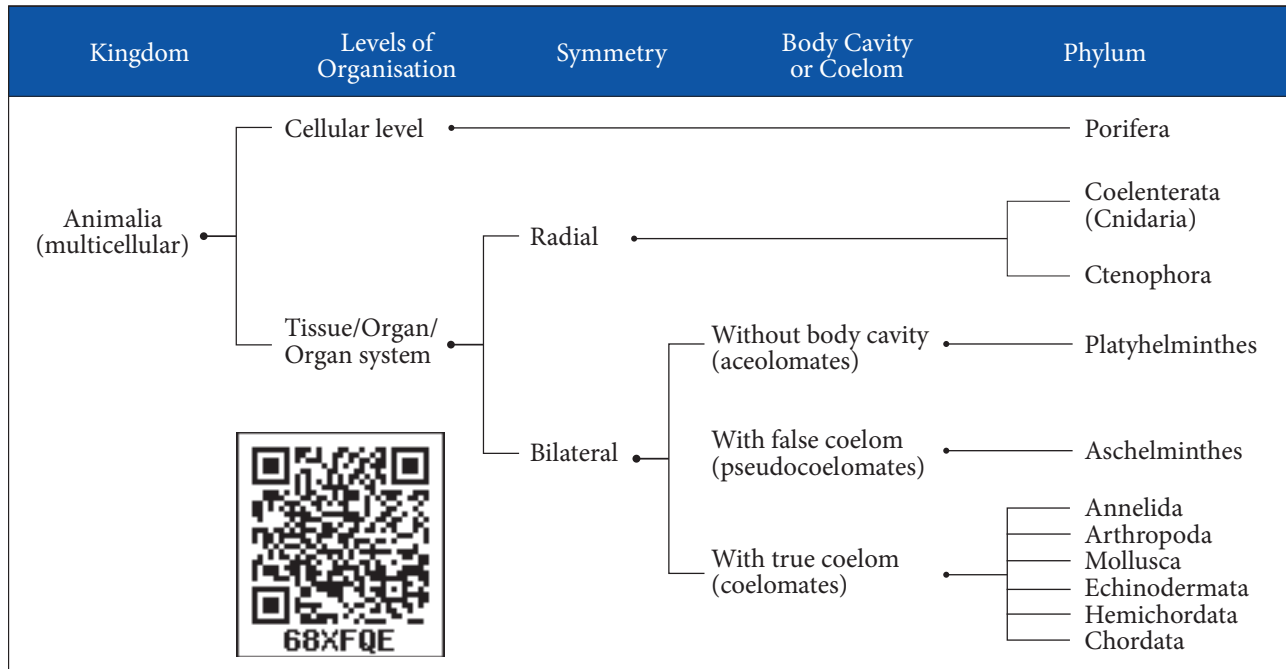 Kingdom
Levels of
Organisation
Symmetry
Body Cavity
or Coelom
Phylum
Cellular level
Porifera
Animalia
(multicellular)
Coelenterata
(Cnidaria)
Radial
Ctenophora
Tissue/Organ/
Organ system
Without body cavity
(aceolomates)
Platyhelminthes
Bilateral
With false coelom
(pseudocoelomates)
Aschelminthes
With true coelom
(coelomates)
Annelida
Arthropoda
Mollusca
Echinodermata
Hemichordata
Chordata
68XFQE